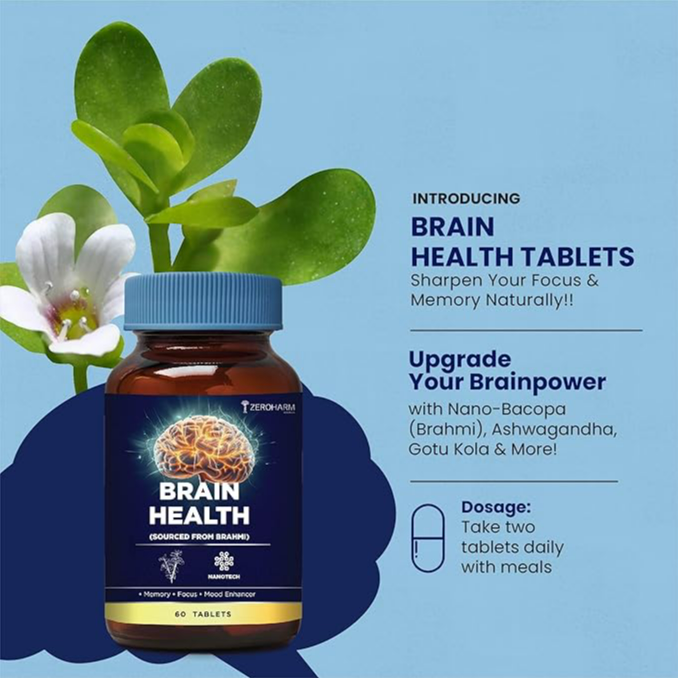 INTRODUCING
BRAIN
HEALTH TABLETS
Sharpen Your Focus &
Memory Naturally!!
Upgrade
Your Brainpower
with Nano-Bacopa
(Brahmi), Ashwagandha,
Gotu Kola & More!
Dosage:
Take two
tablets daily
with meals
ZEROHARM
BRAIN
HEALTH
(SOURCED FROM BRAHMI)
NANOTECH
• Memory • Focus • Mood Enhancer
60 TABLETS